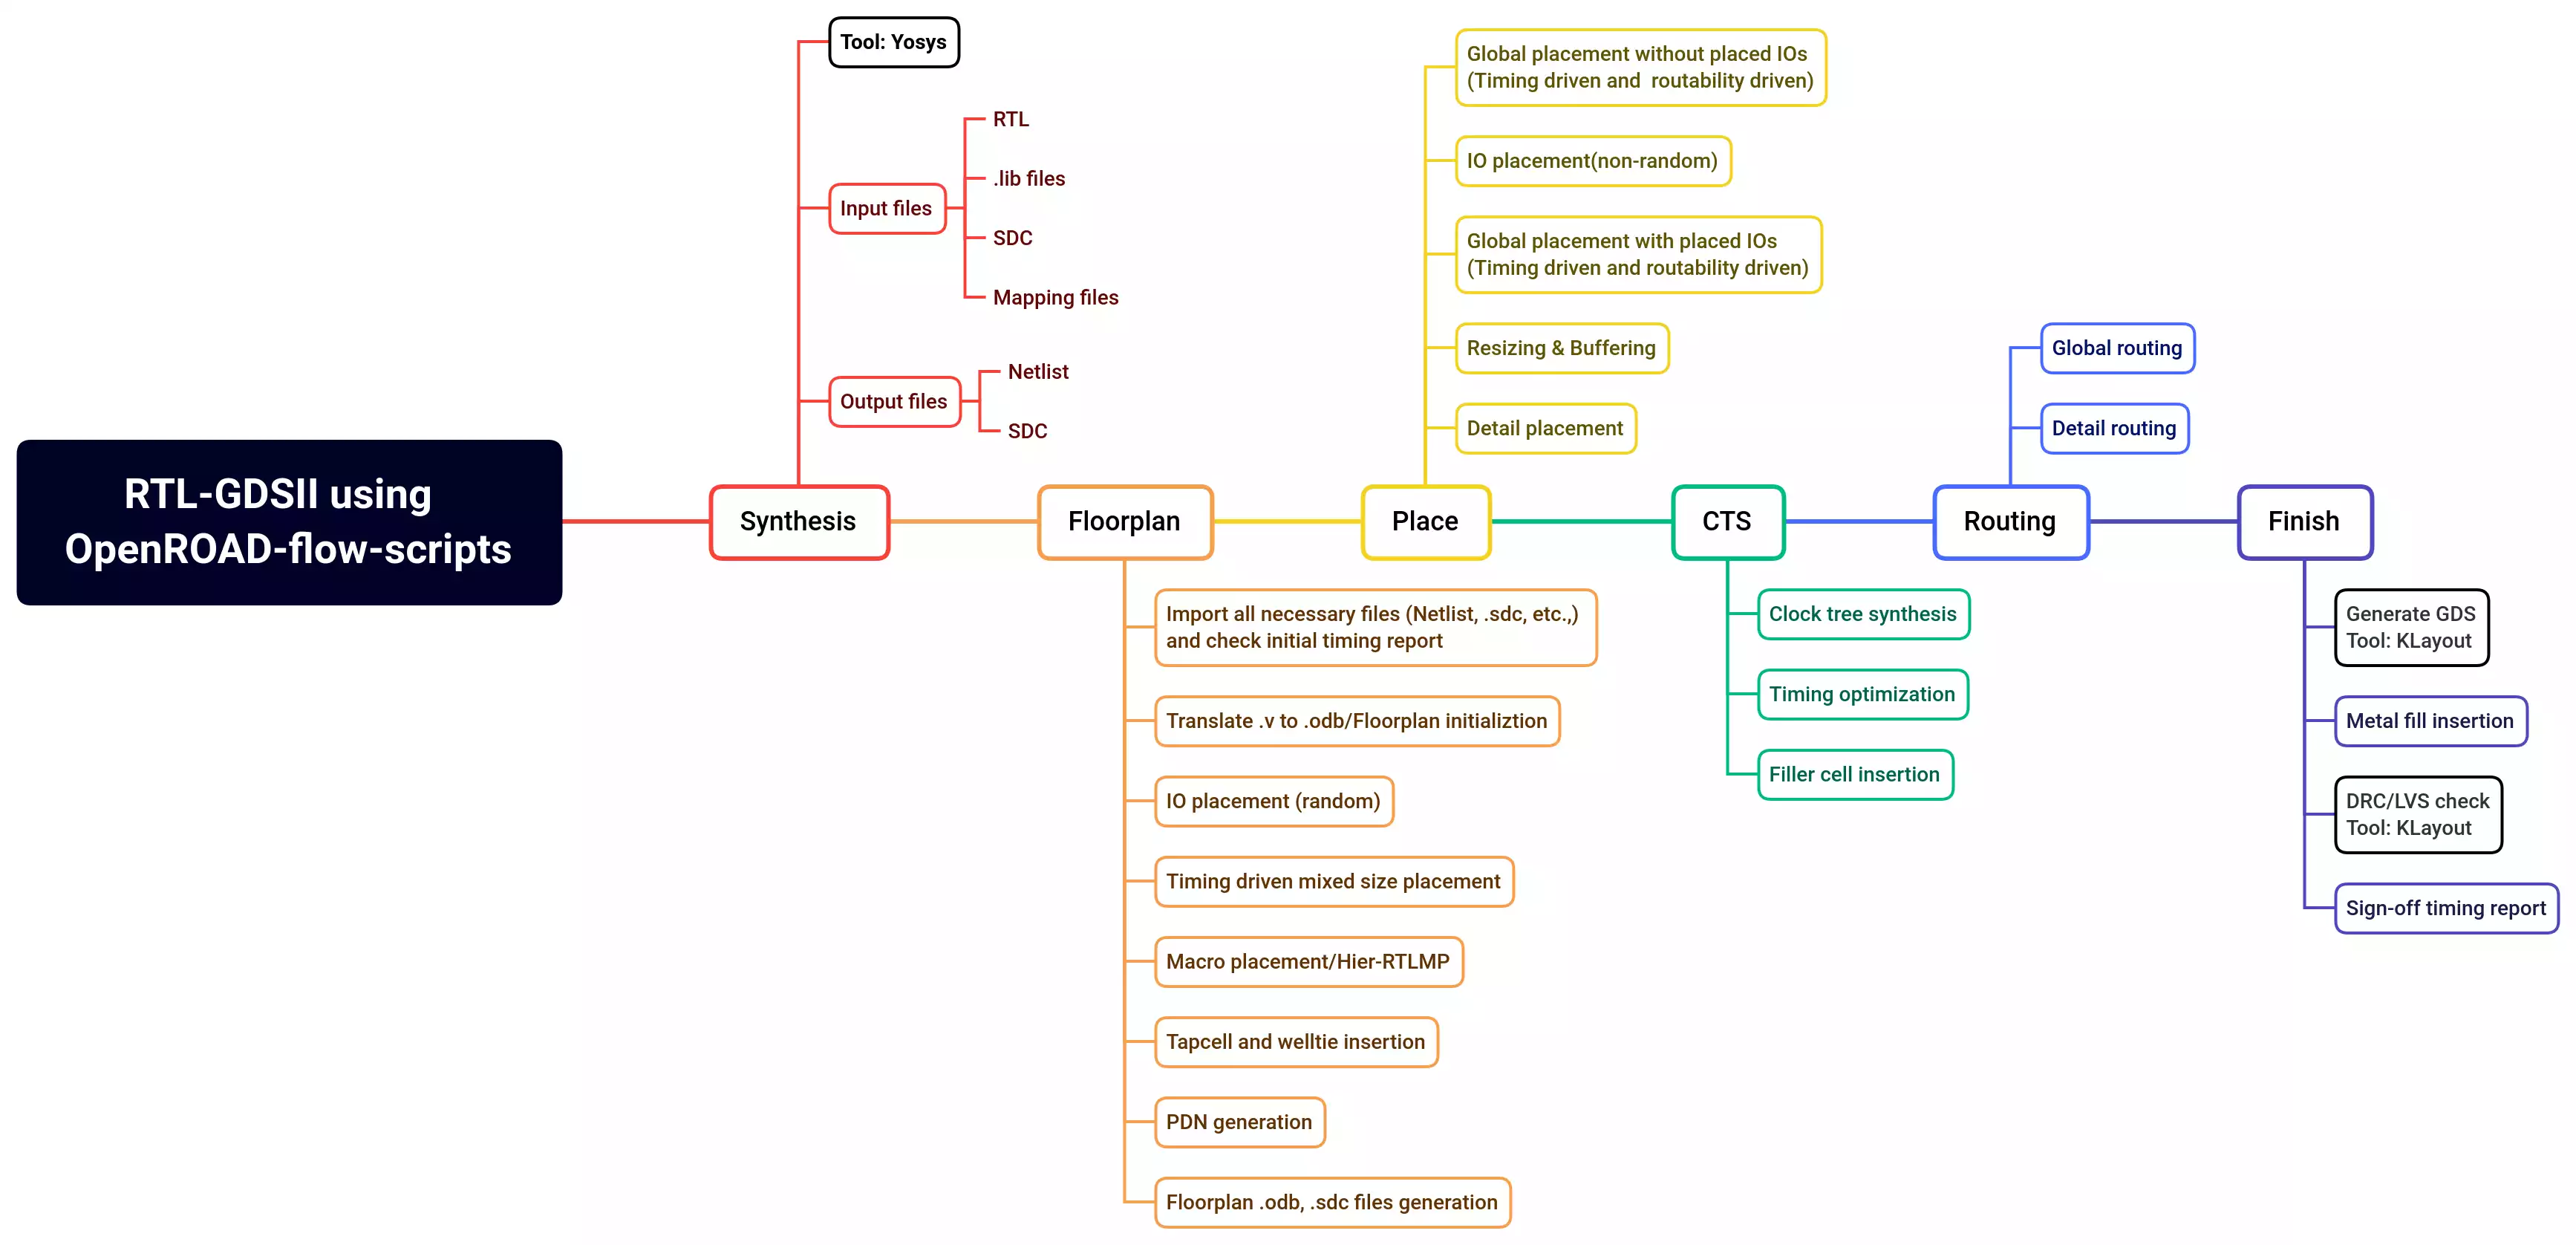 RTL-GDSII using
OpenROAD-flow-scripts
Synthesis
Tool: Yosys
Input files
RTL
.lib files
SDC
Mapping files
Output files
Netlist
SDC
Floorplan
Import all necessary files (Netlist, .sdc, etc.,)
and check initial timing report
Translate .v to .odb/Floorplan initializtion
IO placement (random)
Timing driven mixed size placement
Macro placement/Hier-RTLMP
Tapcell and welltie insertion
PDN generation
Floorplan .odb, .sdc files generation
Place
Global placement without placed IOs
(Timing driven and  routability driven)
IO placement(non-random)
Global placement with placed IOs
(Timing driven and routability driven)
Resizing & Buffering
Detail placement
CTS
Clock tree synthesis
Timing optimization
Filler cell insertion
Routing
Global routing
Detail routing
Finish
Generate GDS
Tool: KLayout
Metal fill insertion
DRC/LVS check
Tool: KLayout
Sign-off timing report